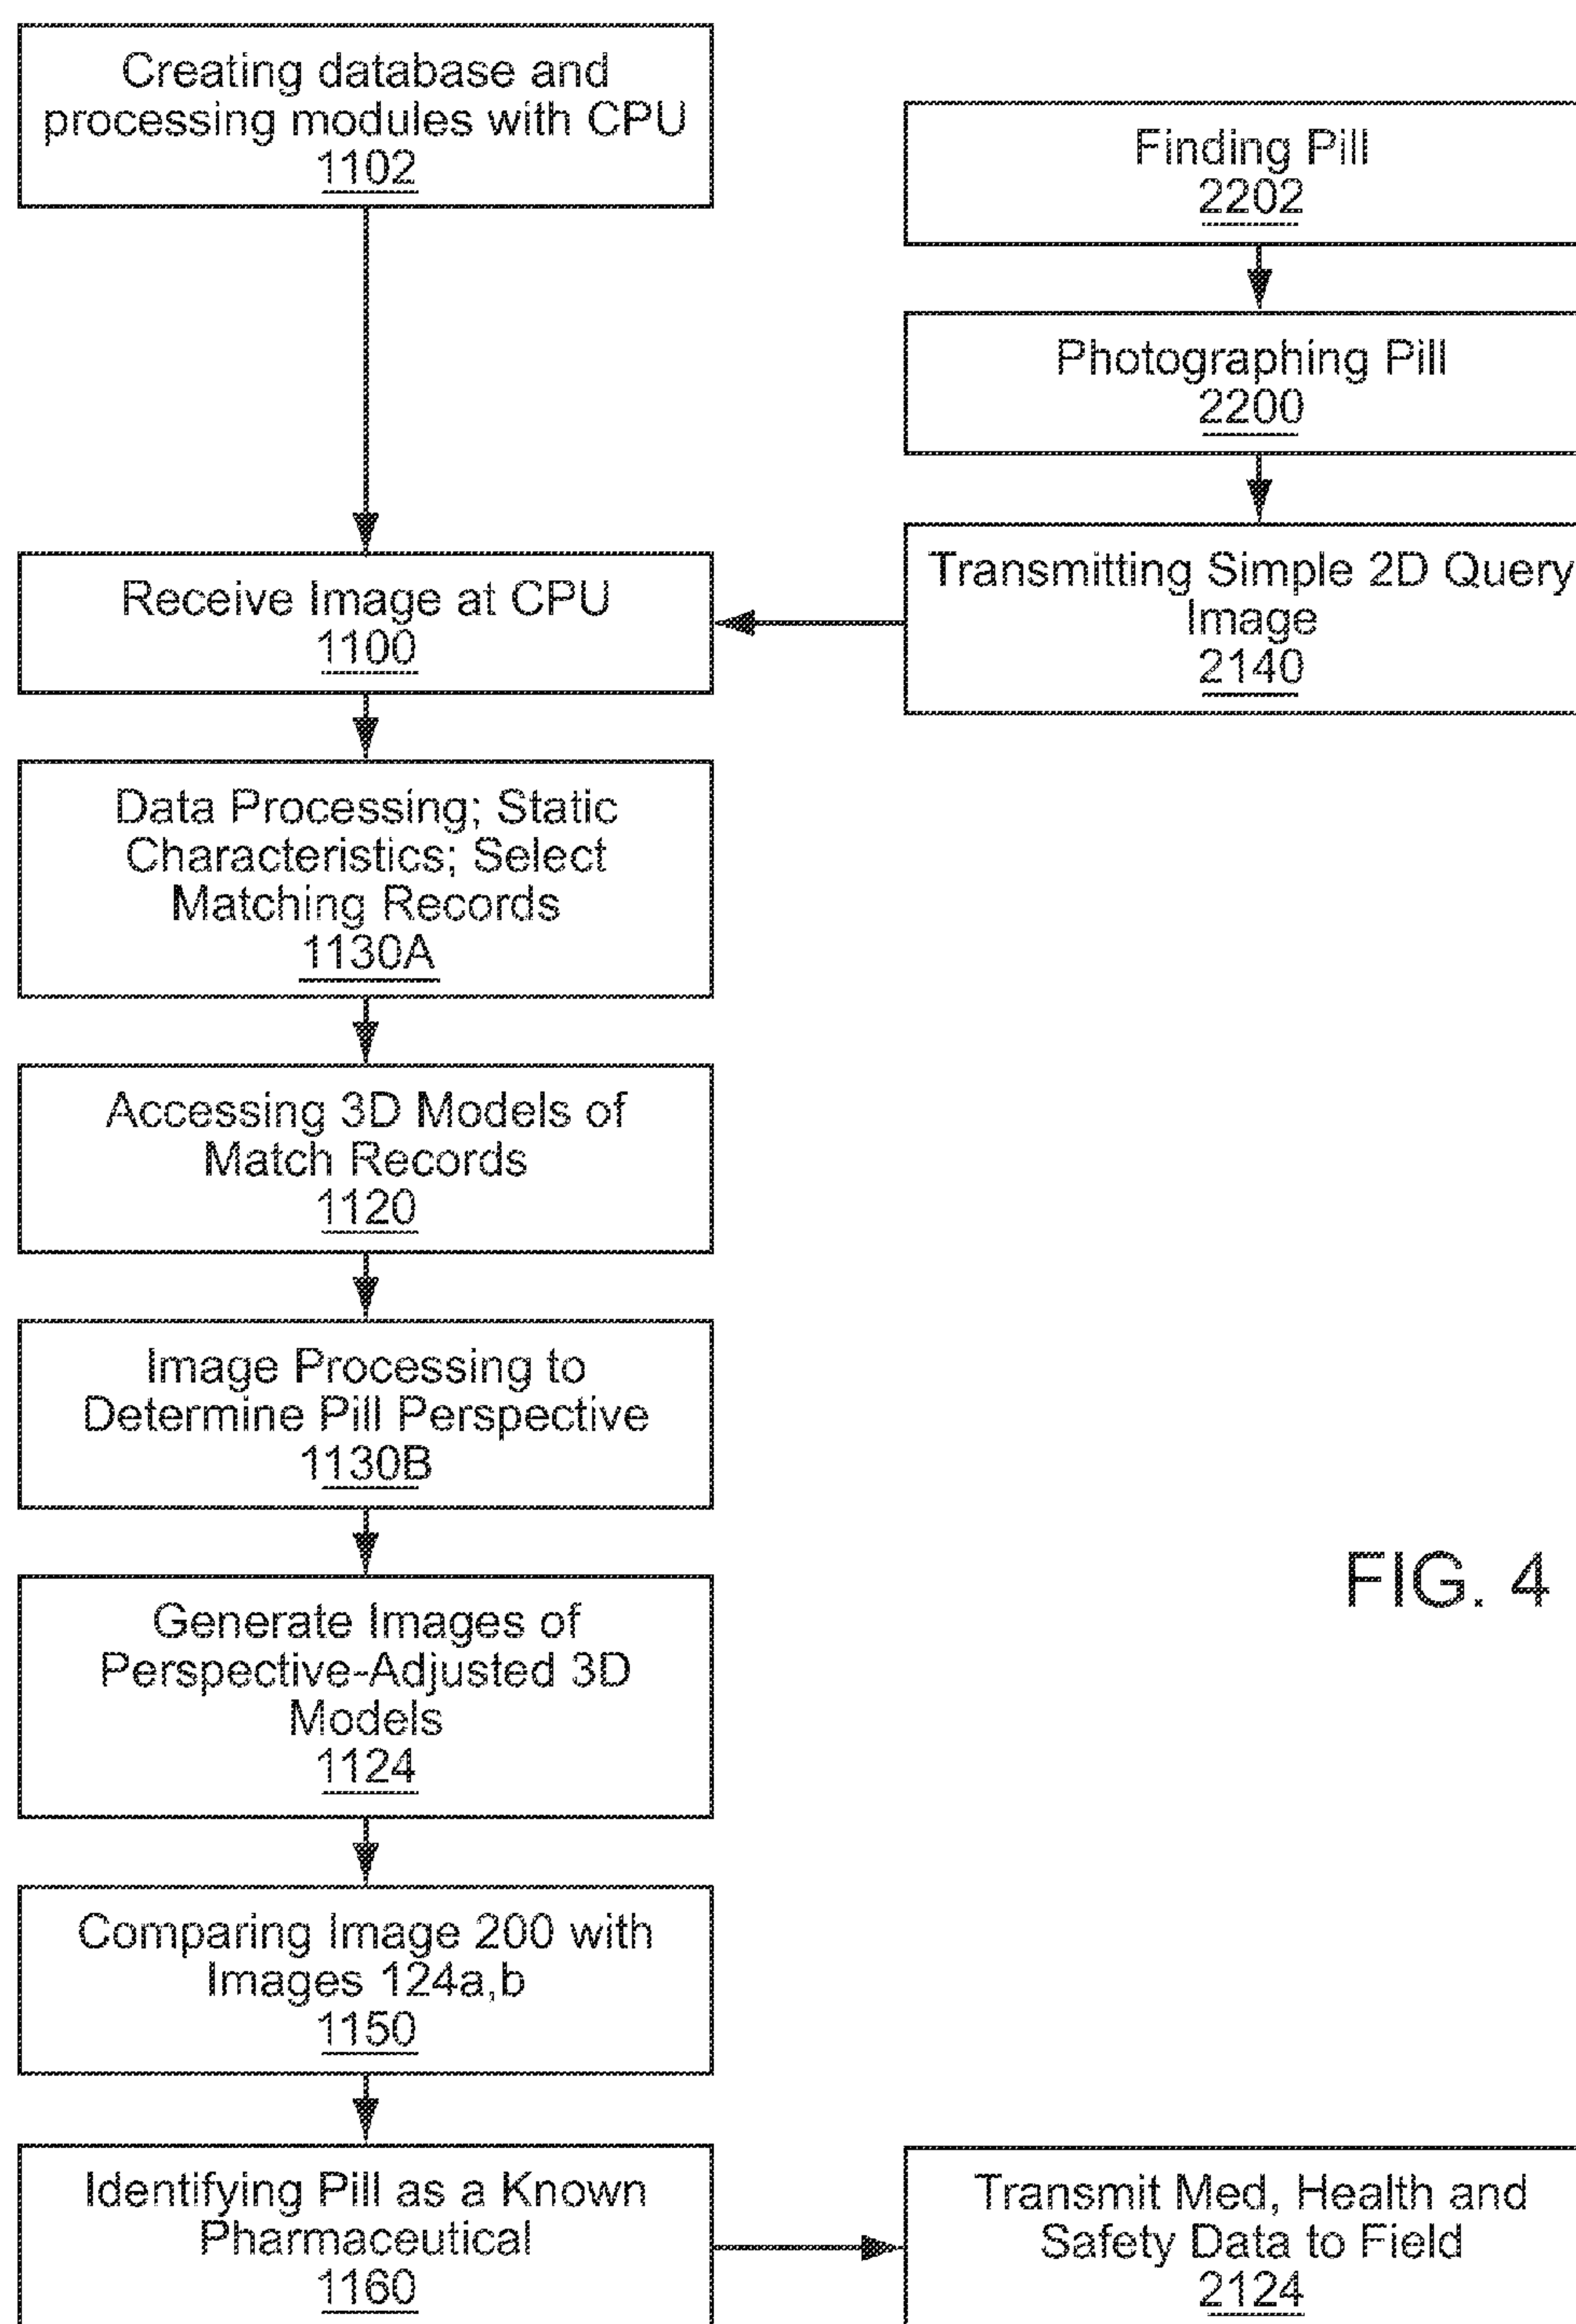 Creating database and
processing modules with CPU
1102
Finding Pill
2202
Photographing Pill
2200
Transmitting Simple 2D Query
Image
2140
Receive Image at CPU
1100
Data Processing; Static
Characteristics; Select
Matching Records
1130A
Accessing 3D Models of
Match Records
1120
Image Processing to
Determine Pill Perspective
1130B
Generate Images of
Perspective-Adjusted 3D
Models
1124
FIG. 4
Comparing Image 200 with
Images 124a,b
1150
Identifying Pill as a Known
Pharmaceutical
1160
Transmit Med, Health and
Safety Data to Field
2124